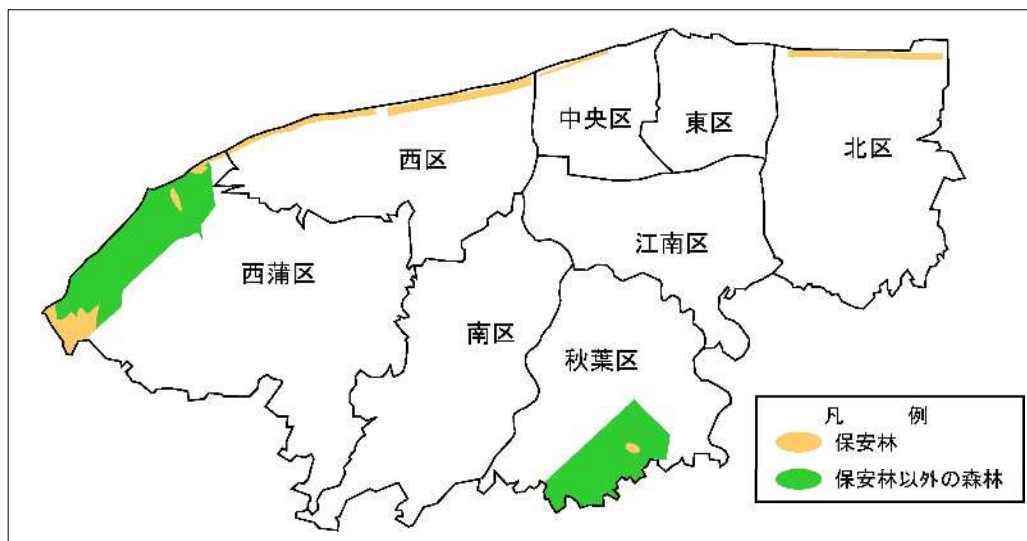 中央区
東区
北区
西区
江南区
西蒲区
南区
秋葉区
凡 例
保安林
保安林以外の森林